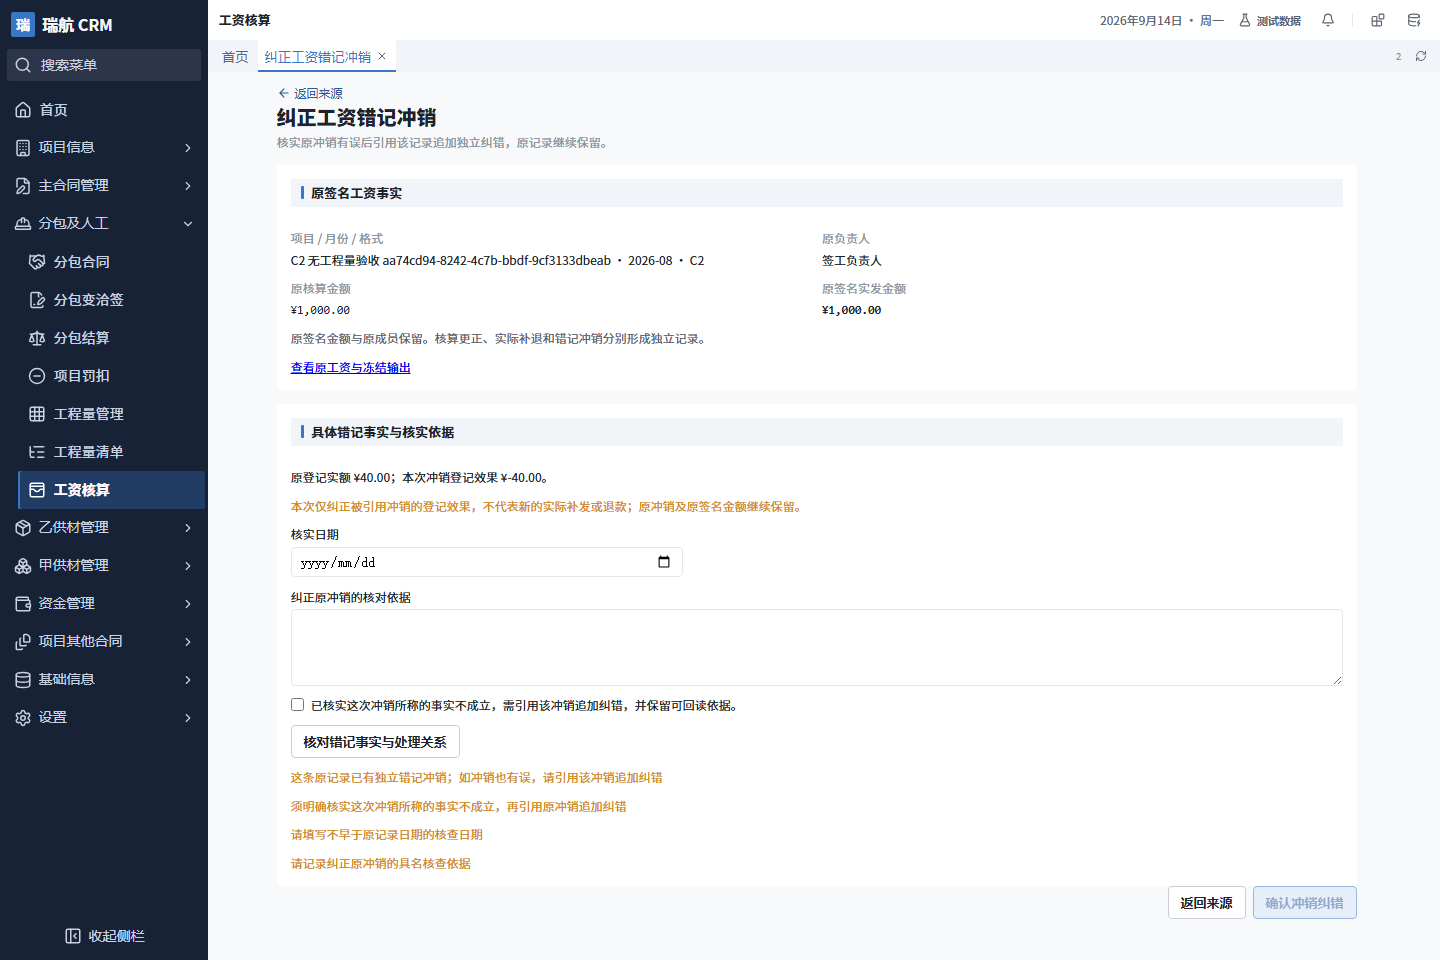 瑞 瑞航 CRM
搜索菜单
首页
项目信息
主合同管理
分包及人工
分包合同
分包变洽签
分包结算
项目罚扣
工程量管理
工程量清单
工资核算
乙供材管理
甲供材管理
资金管理
项目其他合同
基础信息
设置
收起侧栏
工资核算
2026年9月14日 • 周一 测试数据
首页 纠正工资错记冲销 2
返回来源
纠正工资错记冲销
核实原冲销有误后引用该记录追加独立纠错，原记录继续保留。
原签名工资事实
项目 / 月份 / 格式 原负责人
C2 无工程量验收 aa74cd94-8242-4c7b-bbdf-9cf3133dbeab • 2026-08 • C2 签工负责人
原核算金额 原签名实发金额
¥1,000.00 ¥1,000.00
原签名金额与原成员保留。核算更正、实际补退和错记冲销分别形成独立记录。
查看原工资与冻结输出
具体错记事实与核实依据
原登记实额 ¥40.00；本次冲销登记效果 ¥-40.00。
本次仅纠正被引用冲销的登记效果，不代表新的实际补发或退款；原冲销及原签名金额继续保留。
核实日期
yyyy/mm/dd
纠正原冲销的核对依据
已核实这次冲销所称的事实不成立，需引用该冲销追加纠错，并保留可回读依据。
核对错记事实与处理关系
这条原记录已有独立错记冲销；如冲销也有误，请引用该冲销追加纠错
须明确核实这次冲销所称的事实不成立，再引用原冲销追加纠错
请填写不早于原记录日期的核查日期
请记录纠正原冲销的具名核查依据
返回来源 确认冲销纠错